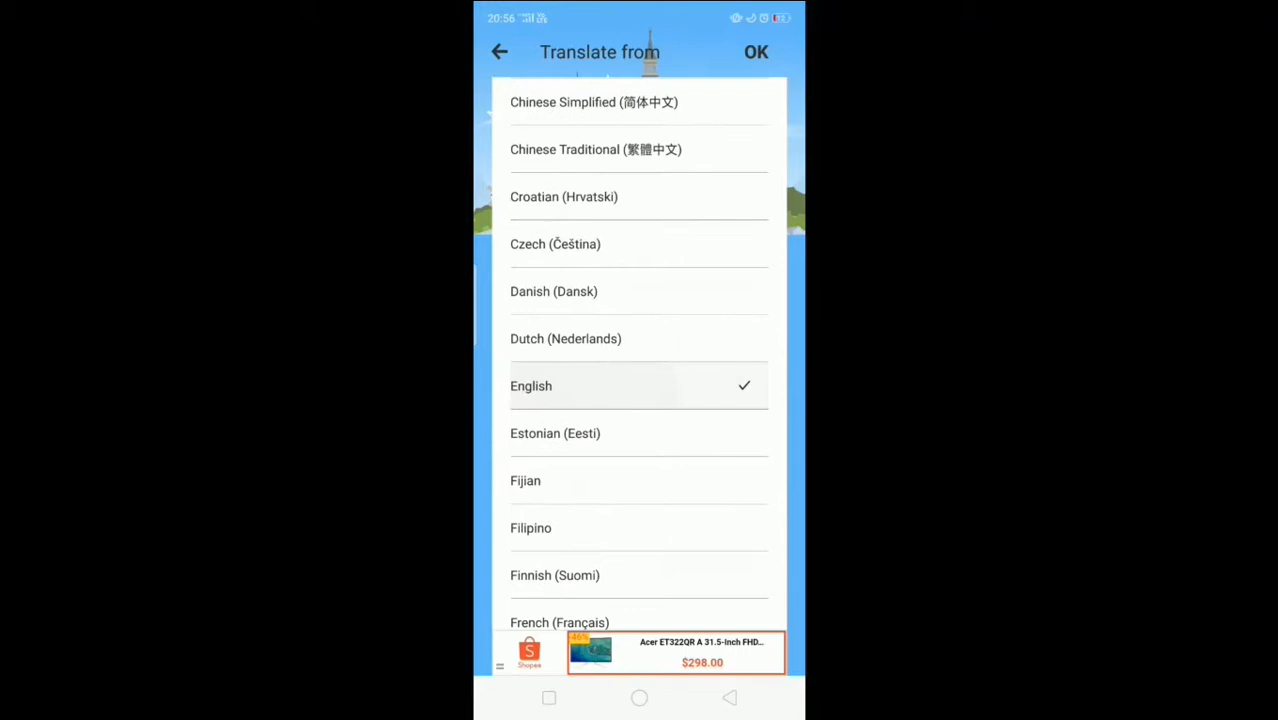 20:56
Translate from
OK
Chinese Simplified (简体中文)
Chinese Traditional (繁體中文)
Croatian (Hrvatski)
Czech (Čeština)
Danish (Dansk)
Dutch (Nederlands)
English
Estonian (Eesti)
Fijian
Filipino
Finnish (Suomi)
French (Français)
-46%
Shopee
Acer ET322QR A 31.5-Inch FHD...
$298.00